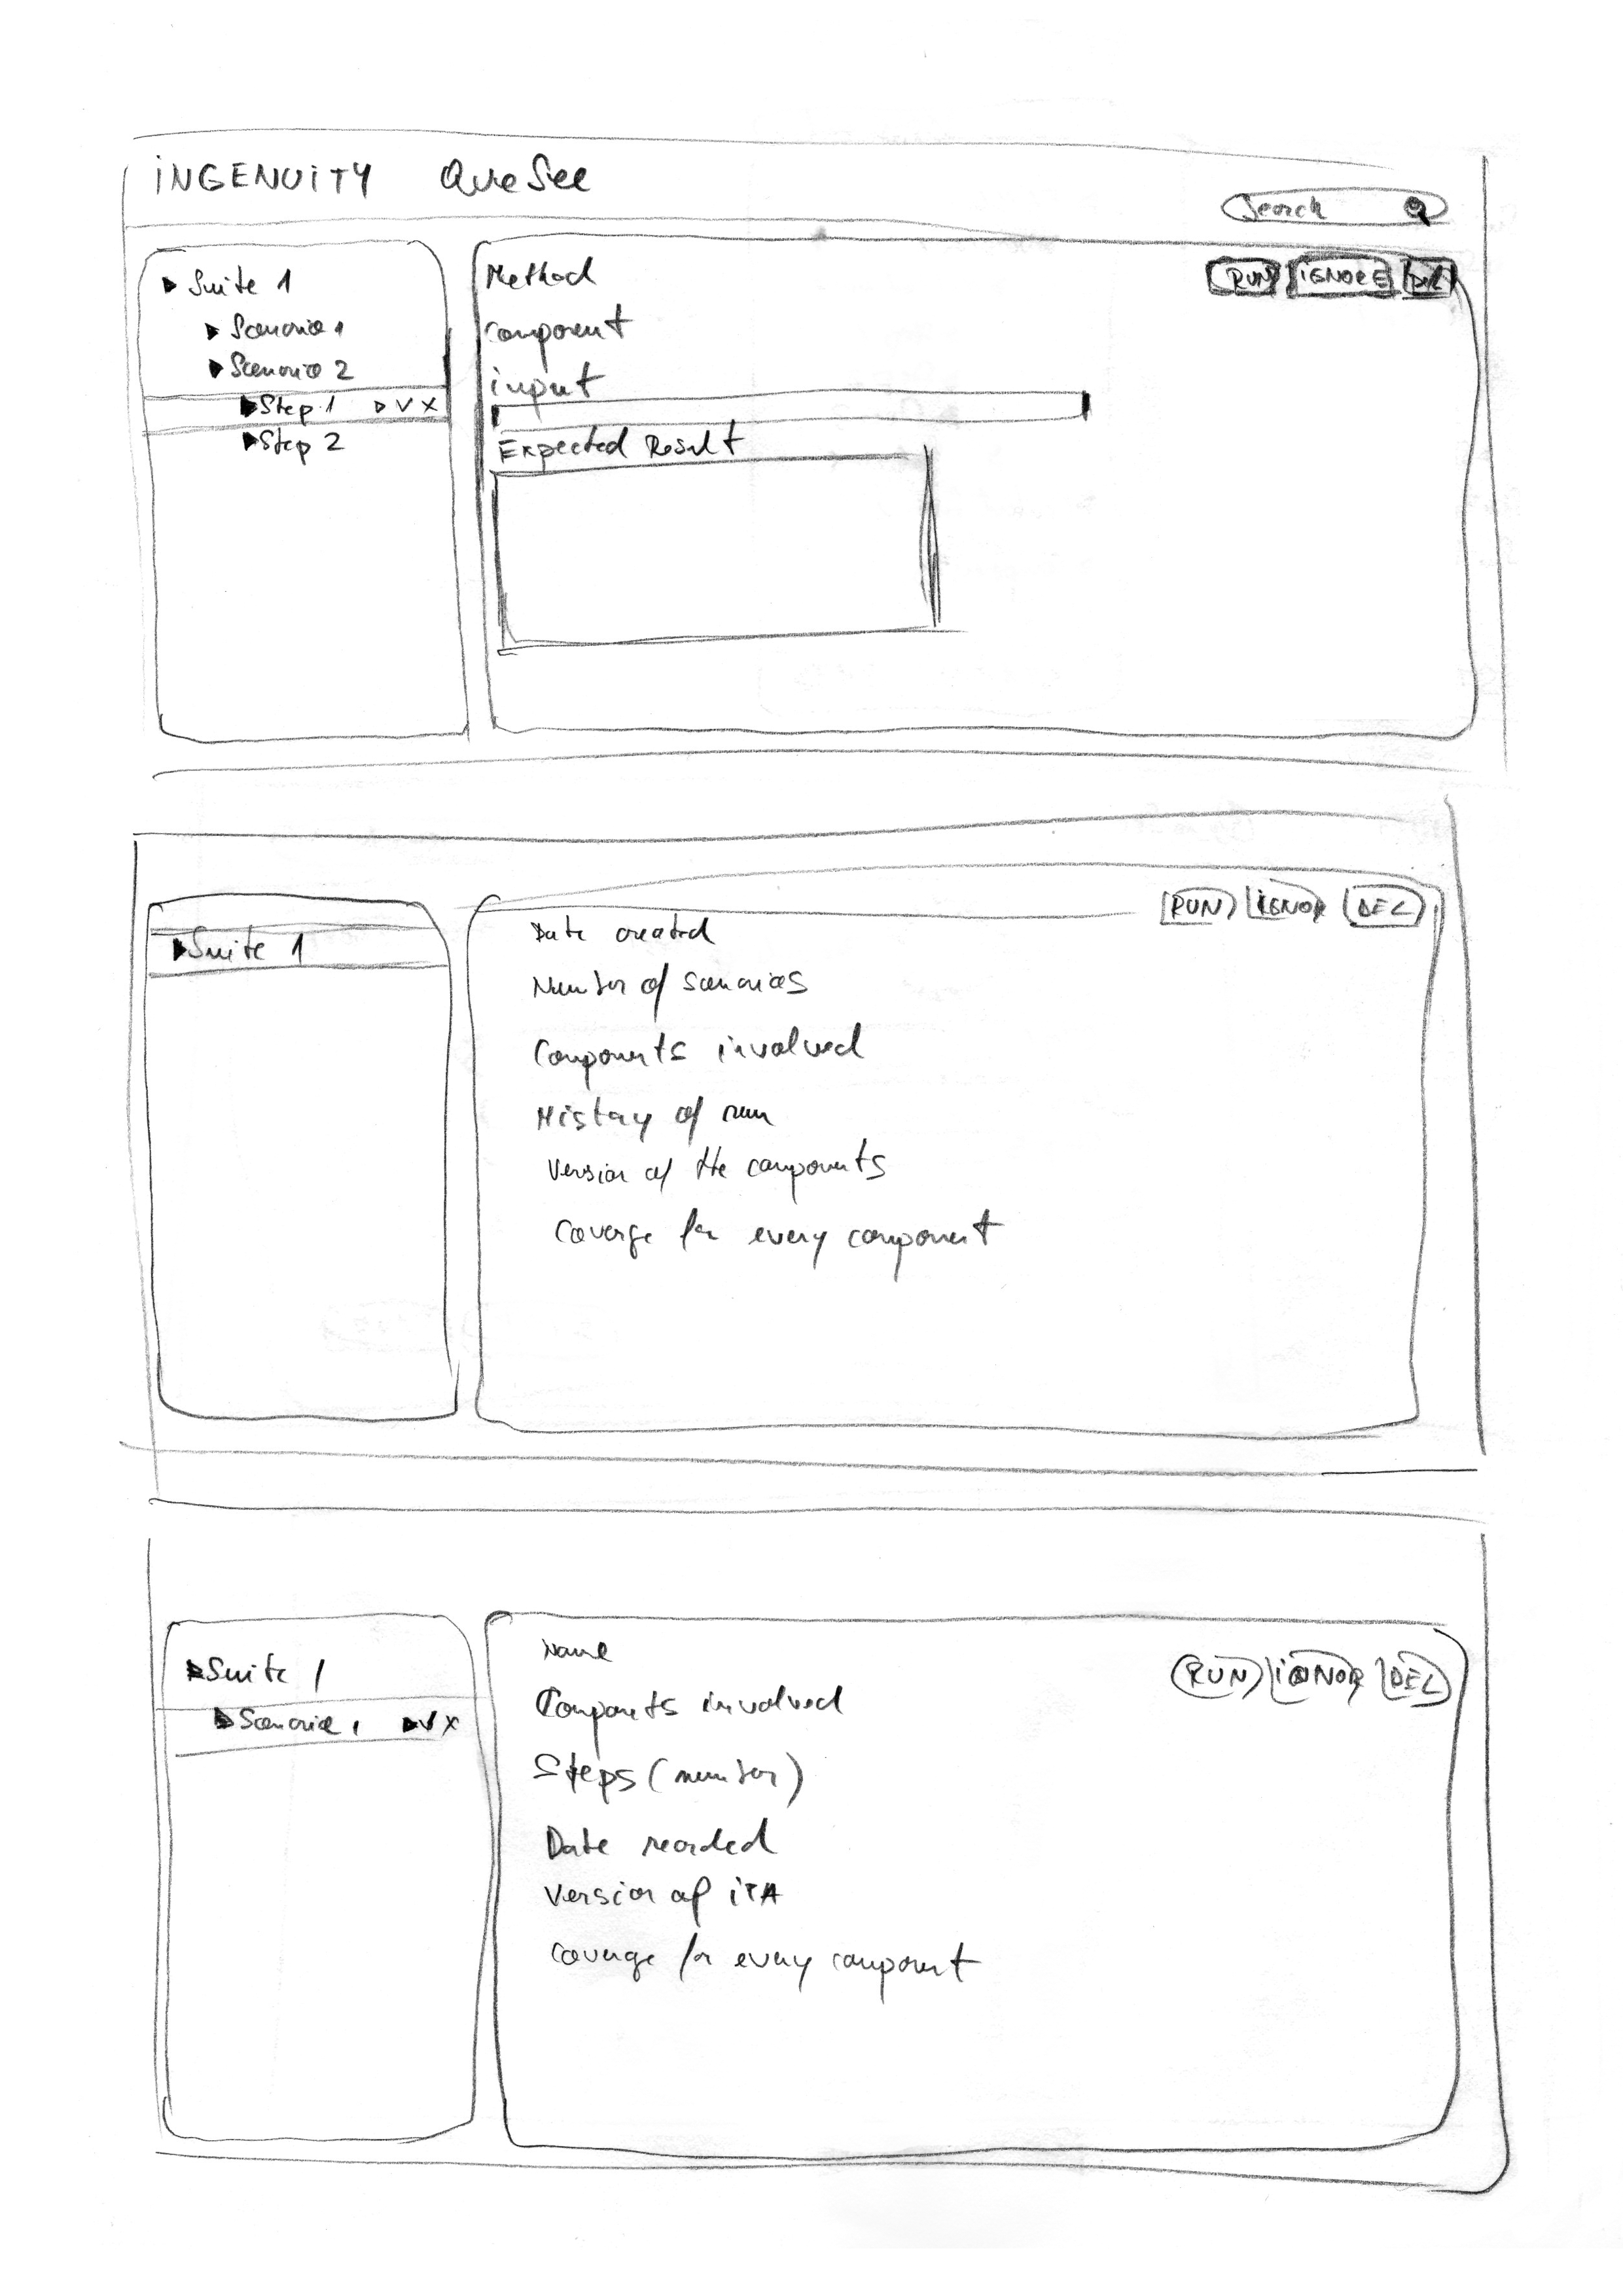 iNGENUiTY QueSee
Search
Suite 1
Scenario 1
Scenario 2
Step 1 V X
Step 2
Method
component
input
Expected Result
RUN IGNORE DEL
Suite 1
RUN IGNOR DEL
Date created
Number of scenarios
Components involved
History of run
Version of the components
Coverge for every component
Suite 1
Scenario 1 V X
Name
RUN IGNOR DEL
Componts involved
Steps (number)
Date recorded
Version of iTA
Coverge for every component